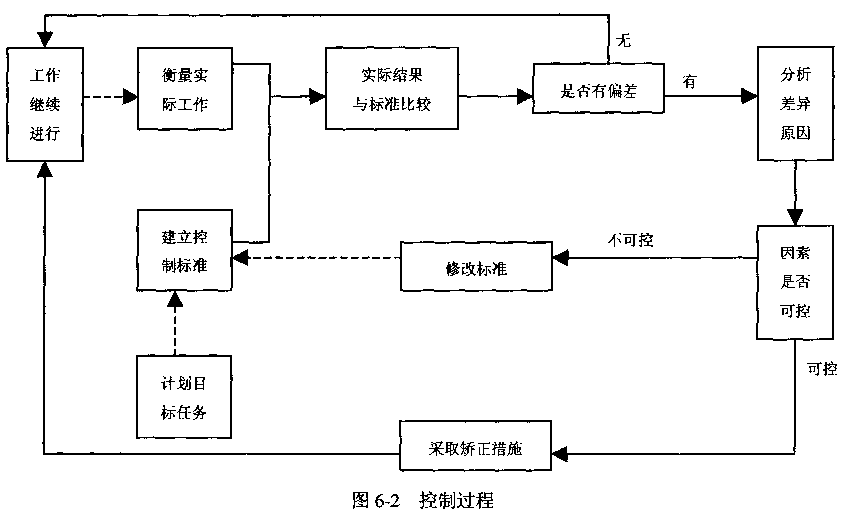 无
工作
继续
进行
衡量实
际工作
实际结果
与标准比较
是否有偏差
有
分析
差异
原因
建立控
制标准
修改标准
不可控
因素
是否
可控
计划目
标任务
可控
采取矫正措施
图 6-2 控制过程